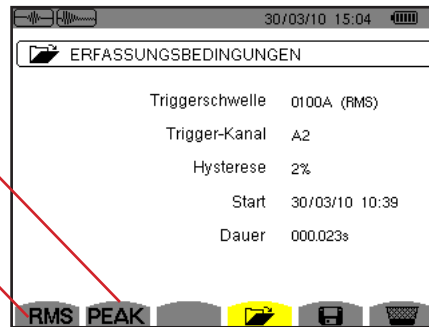 30/03/10 15:04
ERFASSUNGSBEDINGUNGEN
Triggerschwelle 0100A (RMS)
Trigger-Kanal A2
Hysterese 2%
Start 30/03/10 10:39
Dauer 000.023s
RMS PEAK